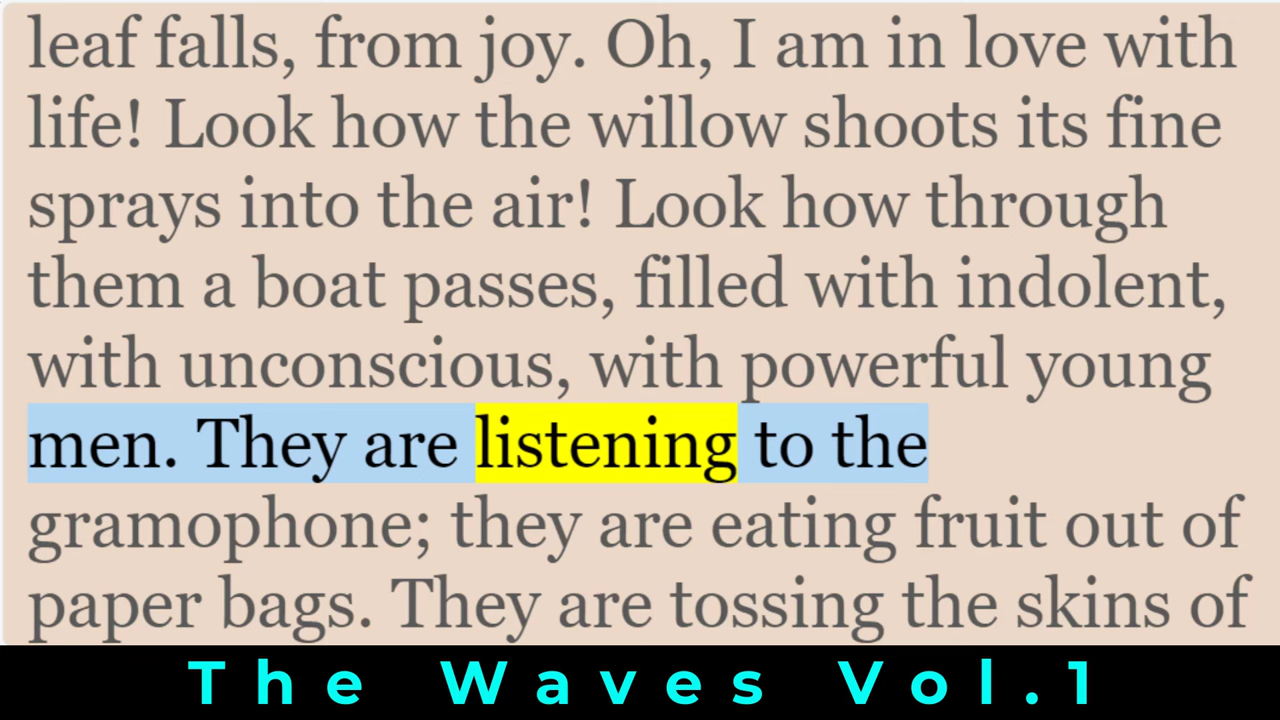 leaf falls, from joy. Oh, I am in love with
life! Look how the willow shoots its fine
sprays into the air! Look how through
them a boat passes, filled with indolent,
with unconscious, with powerful young
men. They are listening to the
gramophone; they are eating fruit out of
paper bags. They are tossing the skins of
The Waves Vol.1